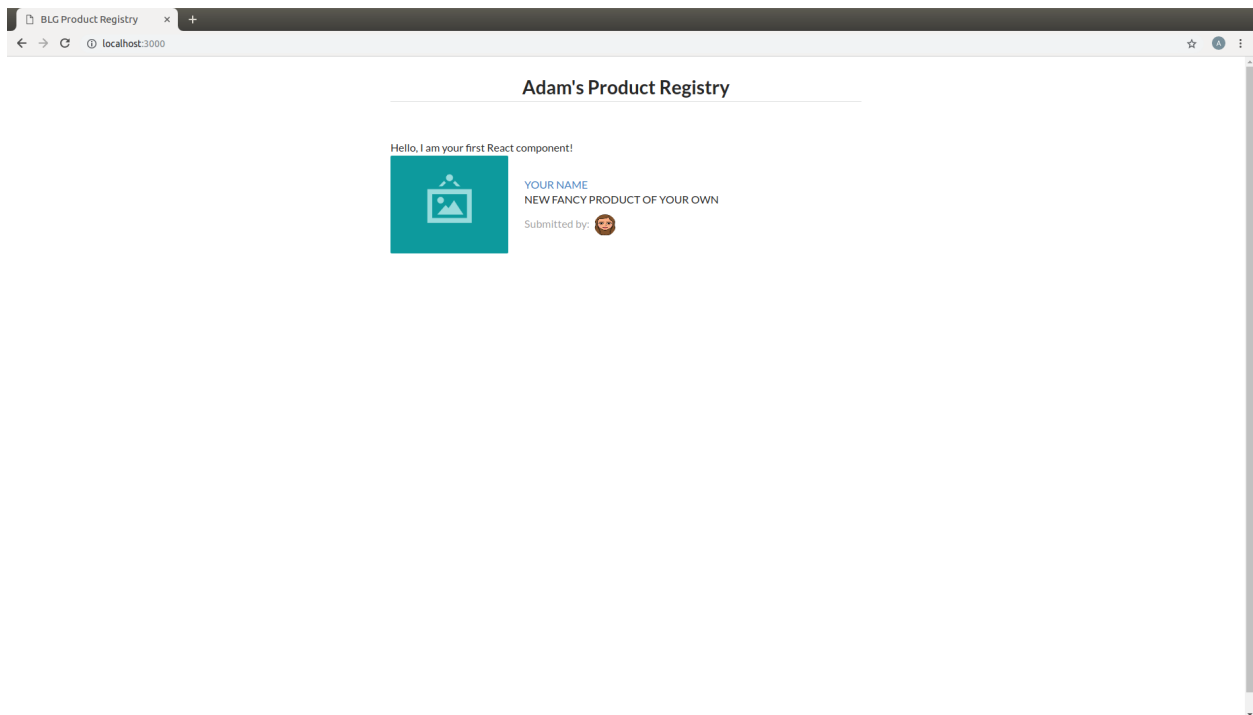 BLG Product Registry
localhost:3000
A
Adam's Product Registry
Hello, I am your first React component!
YOUR NAME
NEW FANCY PRODUCT OF YOUR OWN
Submitted by: